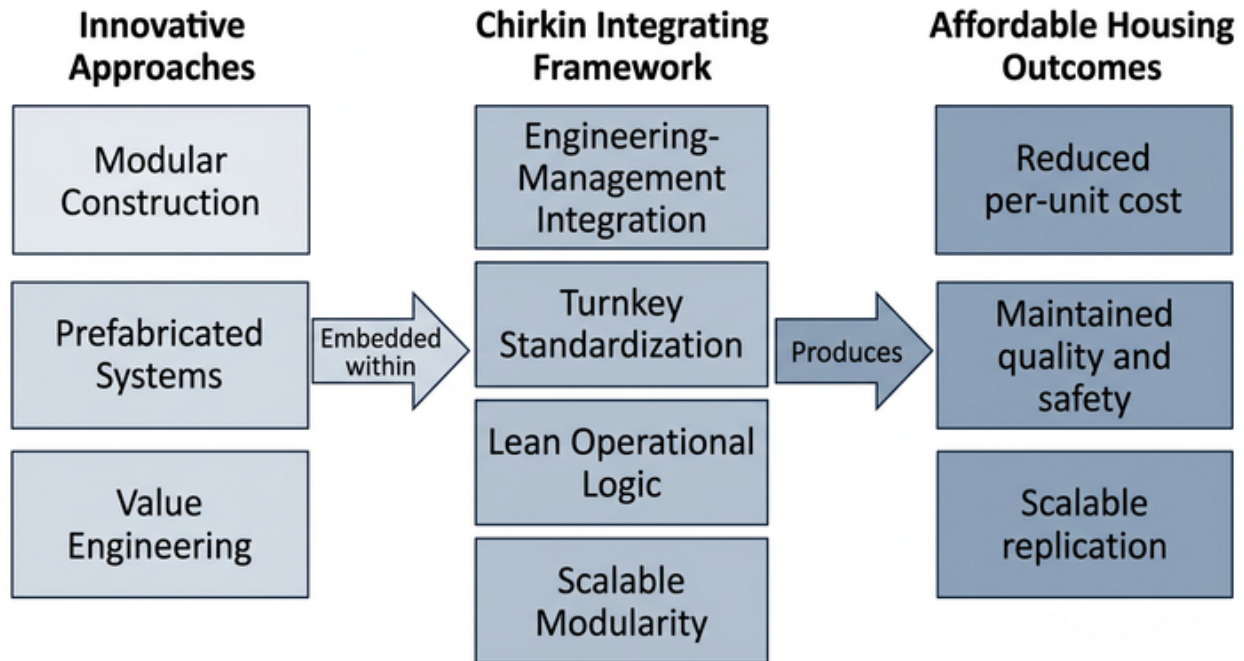 Innovative
Approaches
Modular
Construction
Prefabricated
Systems
Value
Engineering
Embedded
within
Chirkin Integrating
Framework
Engineering-
Management
Integration
Turnkey
Standardization
Lean Operational
Logic
Scalable
Modularity
Produces
Affordable Housing
Outcomes
Reduced
per-unit cost
Maintained
quality and
safety
Scalable
replication